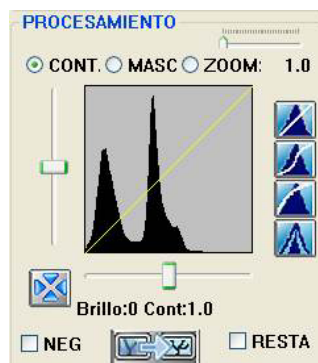 PROCESAMIENTO
CONT. MASC ZOOM: 1.0
Brillo:0 Cont:1.0
NEG RESTA